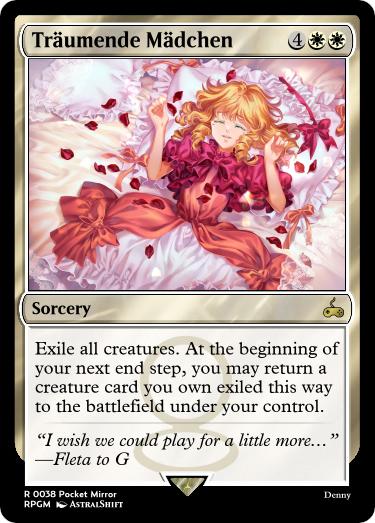 Träumende Mädchen 4
Sorcery
Exile all creatures. At the beginning of
your next end step, you may return a
creature card you own exiled this way
to the battlefield under your control.
“I wish we could play for a little more…”
—Fleta to G
R 0038 Pocket Mirror
Denny
RPGM AstralShift